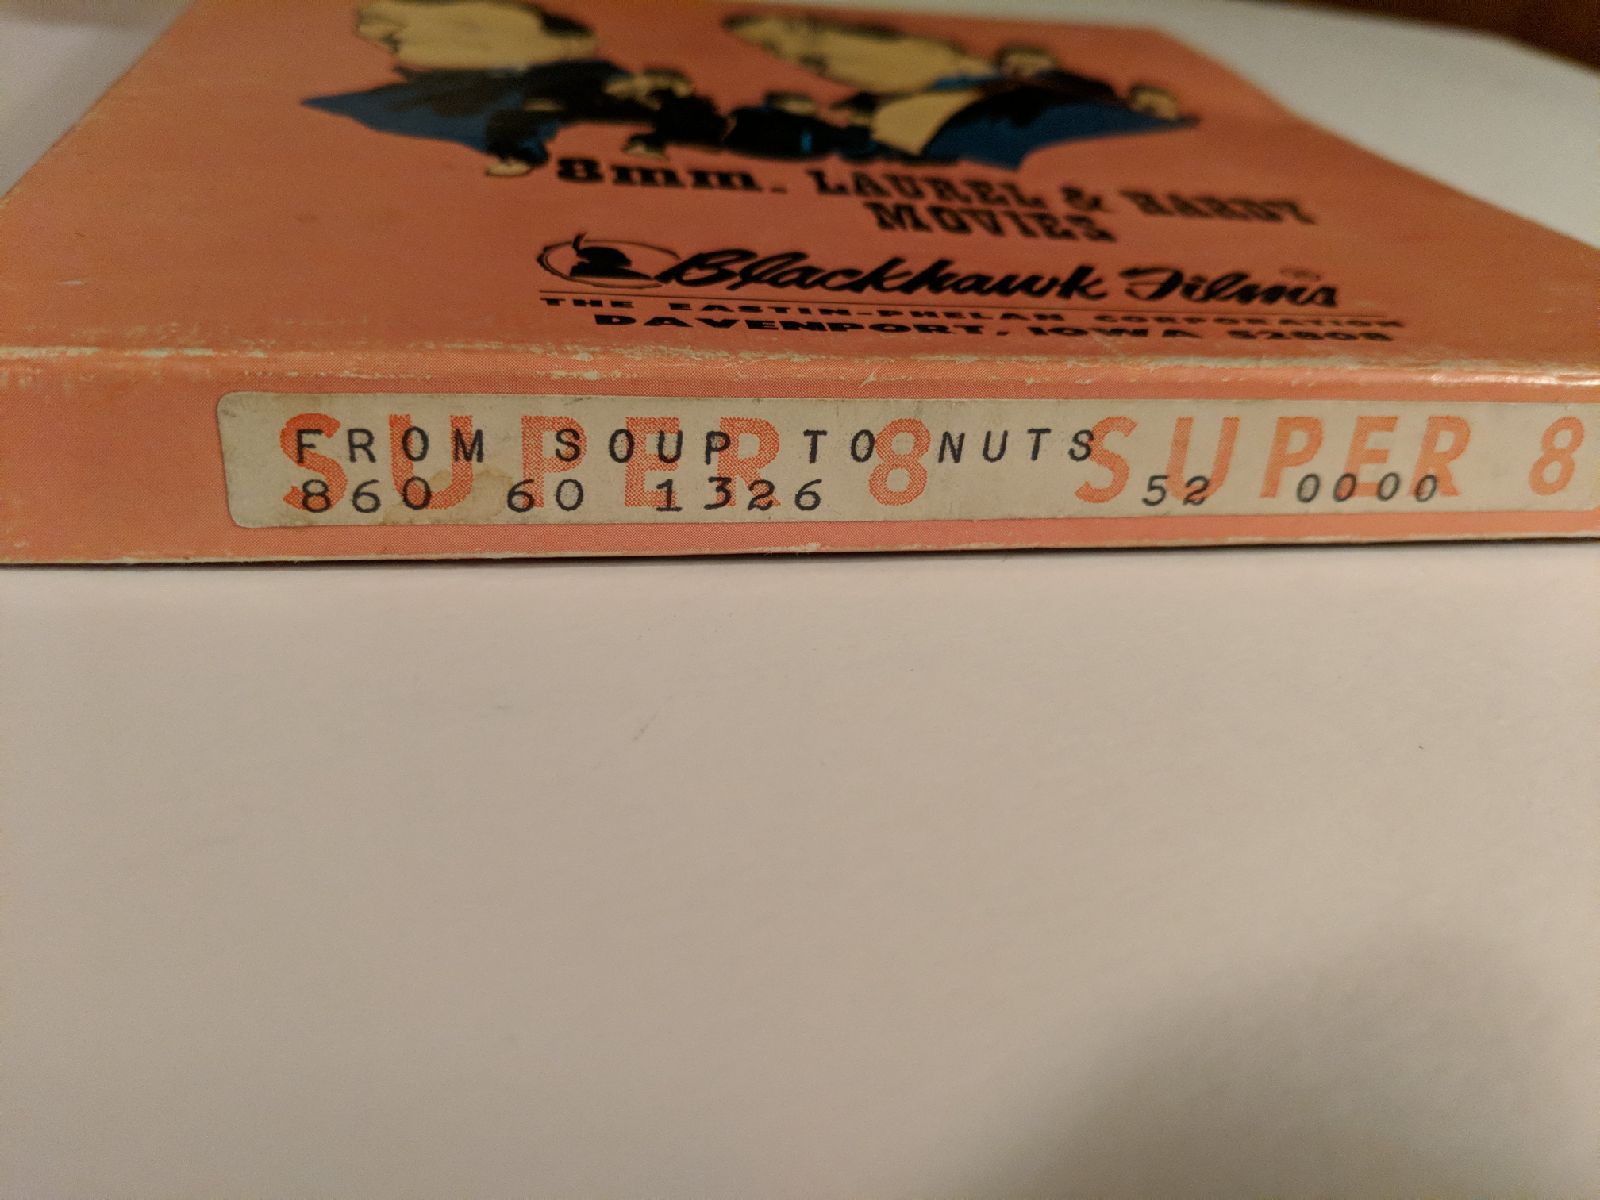 8mm. LAUREL & HARDY
MOVIES
Blackhawk Films
THE EASTIN-PHELAN CORPORATION
DAVENPORT, IOWA 52808
SUPER 8 SUPER 8
FROM SOUP TO NUTS
860 60 1326 52 0000